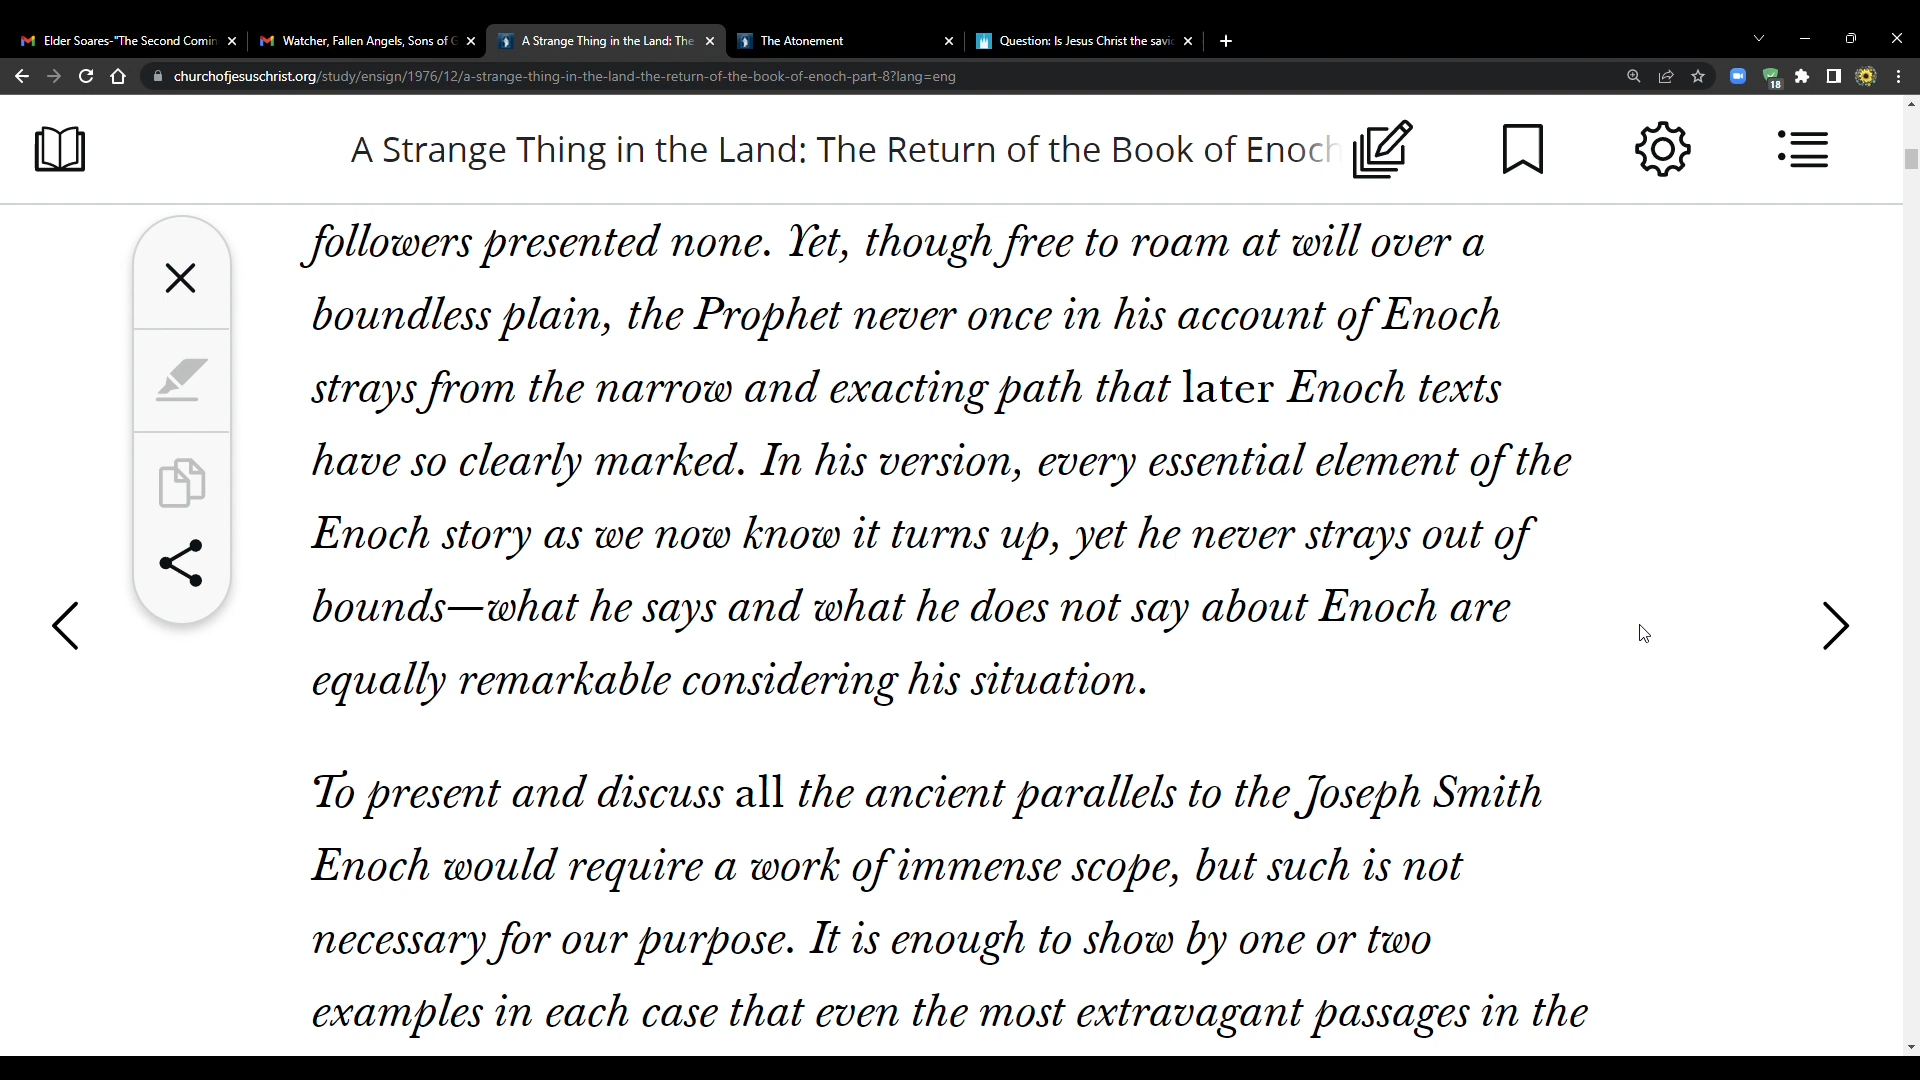 Elder Soares-"The Second Comin
Watcher, Fallen Angels, Sons of G
A Strange Thing in the Land: The
The Atonement
Question: Is Jesus Christ the savi
churchofjesuschrist.org/study/ensign/1976/12/a-strange-thing-in-the-land-the-return-of-the-book-of-enoch-part-8?lang=eng
18
A Strange Thing in the Land: The Return of the Book of Enoch
followers presented none. Yet, though free to roam at will over a
boundless plain, the Prophet never once in his account of Enoch
strays from the narrow and exacting path that later Enoch texts
have so clearly marked. In his version, every essential element of the
Enoch story as we now know it turns up, yet he never strays out of
bounds—what he says and what he does not say about Enoch are
equally remarkable considering his situation.
To present and discuss all the ancient parallels to the Joseph Smith
Enoch would require a work of immense scope, but such is not
necessary for our purpose. It is enough to show by one or two
examples in each case that even the most extravagant passages in the